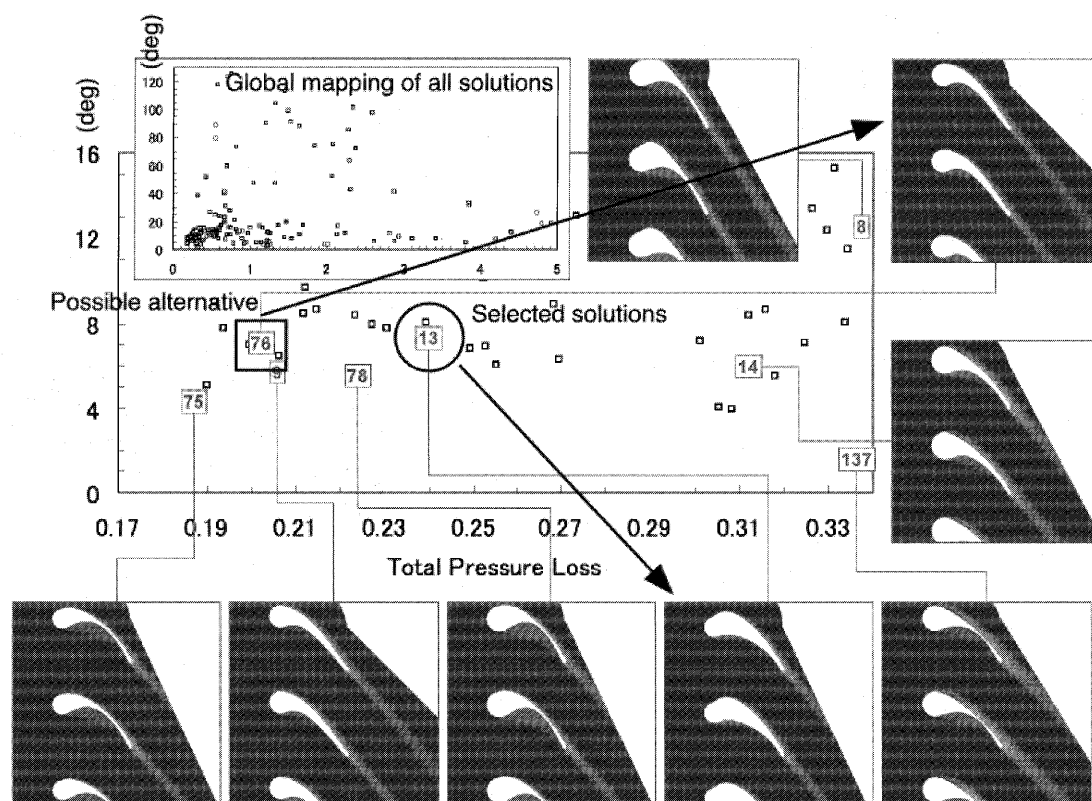 (deg)
(deg)
Global mapping of all solutions
120
100
80
60
40
20
0
0 1 2 3 4 5
16
12
8
4
0
Possible alternative
Selected solutions
8
76
13
9
78
14
75
137
0.17 0.19 0.21 0.23 0.25 0.27 0.29 0.31 0.33
Total Pressure Loss